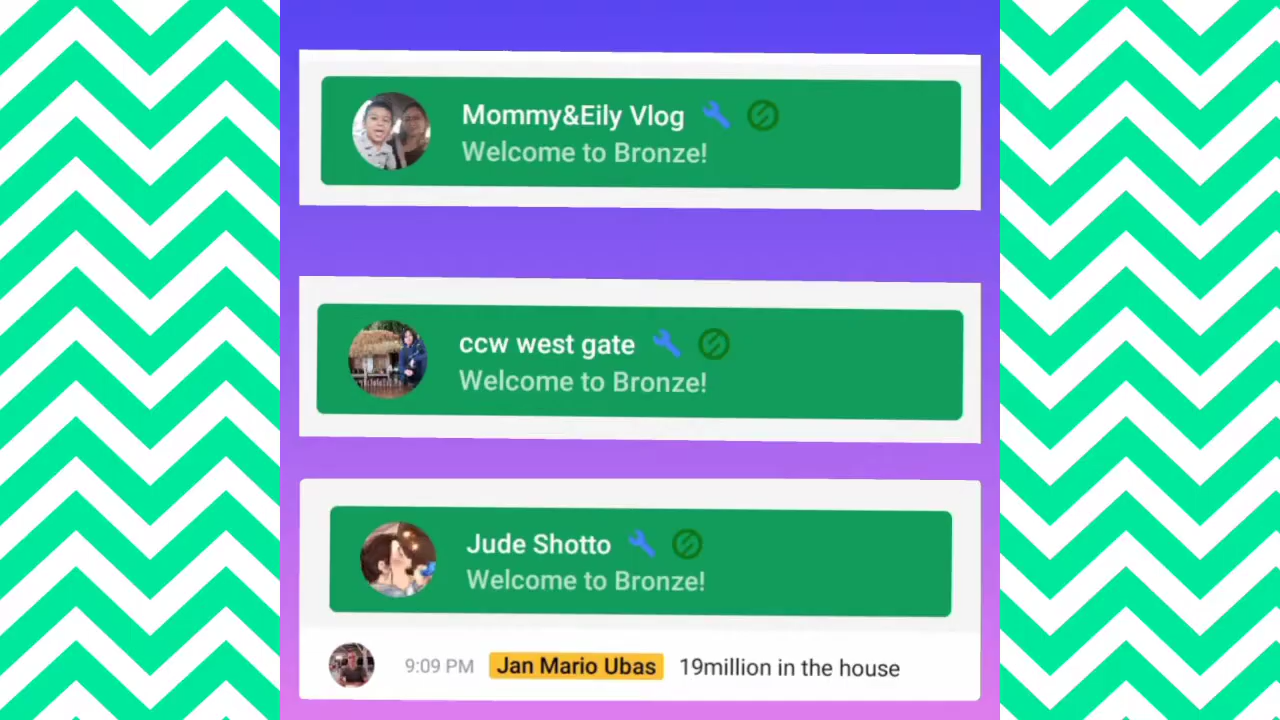 Mommy&Eily Vlog
Welcome to Bronze!
ccw west gate
Welcome to Bronze!
Jude Shotto
Welcome to Bronze!
9:09 PM Jan Mario Ubas 19million in the house